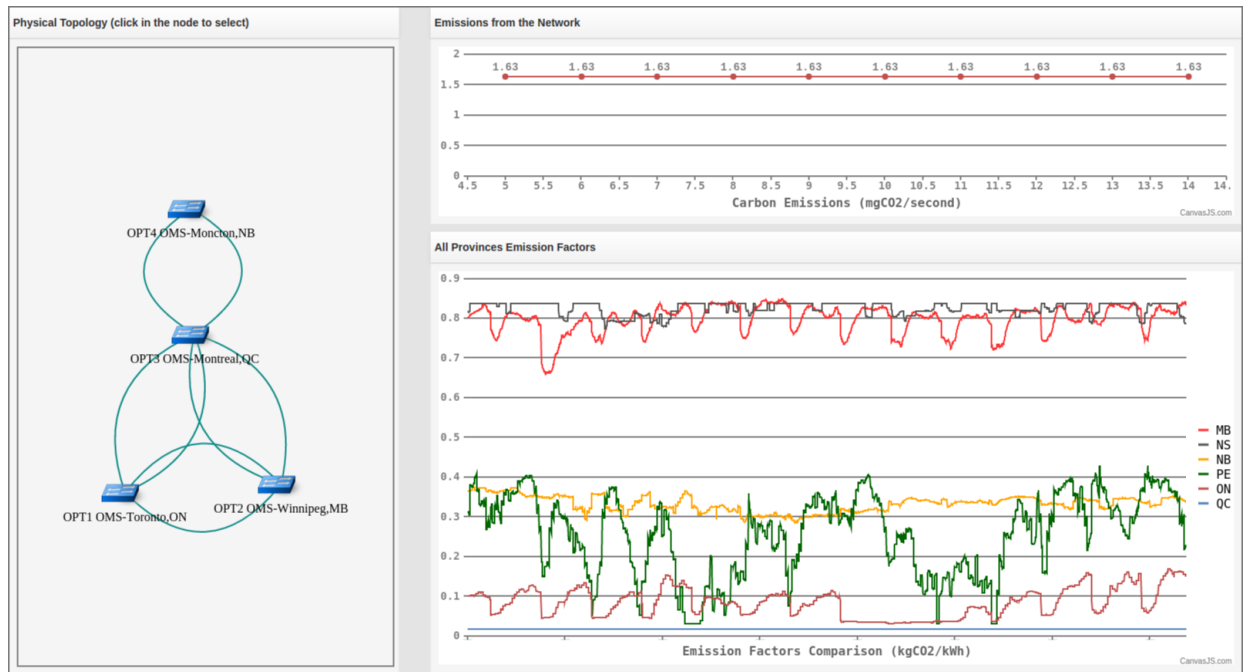 Physical Topology (click in the node to select)
OPT4 OMS-Moncton,NB
OPT3 OMS-Montreal,QC
OPT1 OMS-Toronto,ON
OPT2 OMS-Winnipeg,MB
Emissions from the Network
2
1.5
1
0.5
0
1.63 1.63 1.63 1.63 1.63 1.63 1.63 1.63 1.63 1.63
4.5 5 5.5 6 6.5 7 7.5 8 8.5 9 9.5 10 10.5 11 11.5 12 12.5 13 13.5 14 14.
Carbon Emissions (mgCO2/second)
CanvasJS.com
All Provinces Emission Factors
0.9
0.8
0.7
0.6
0.5
0.4
0.3
0.2
0.1
0
MB
NS
NB
PE
ON
QC
Emission Factors Comparison (kgCO2/kWh)
CanvasJS.com